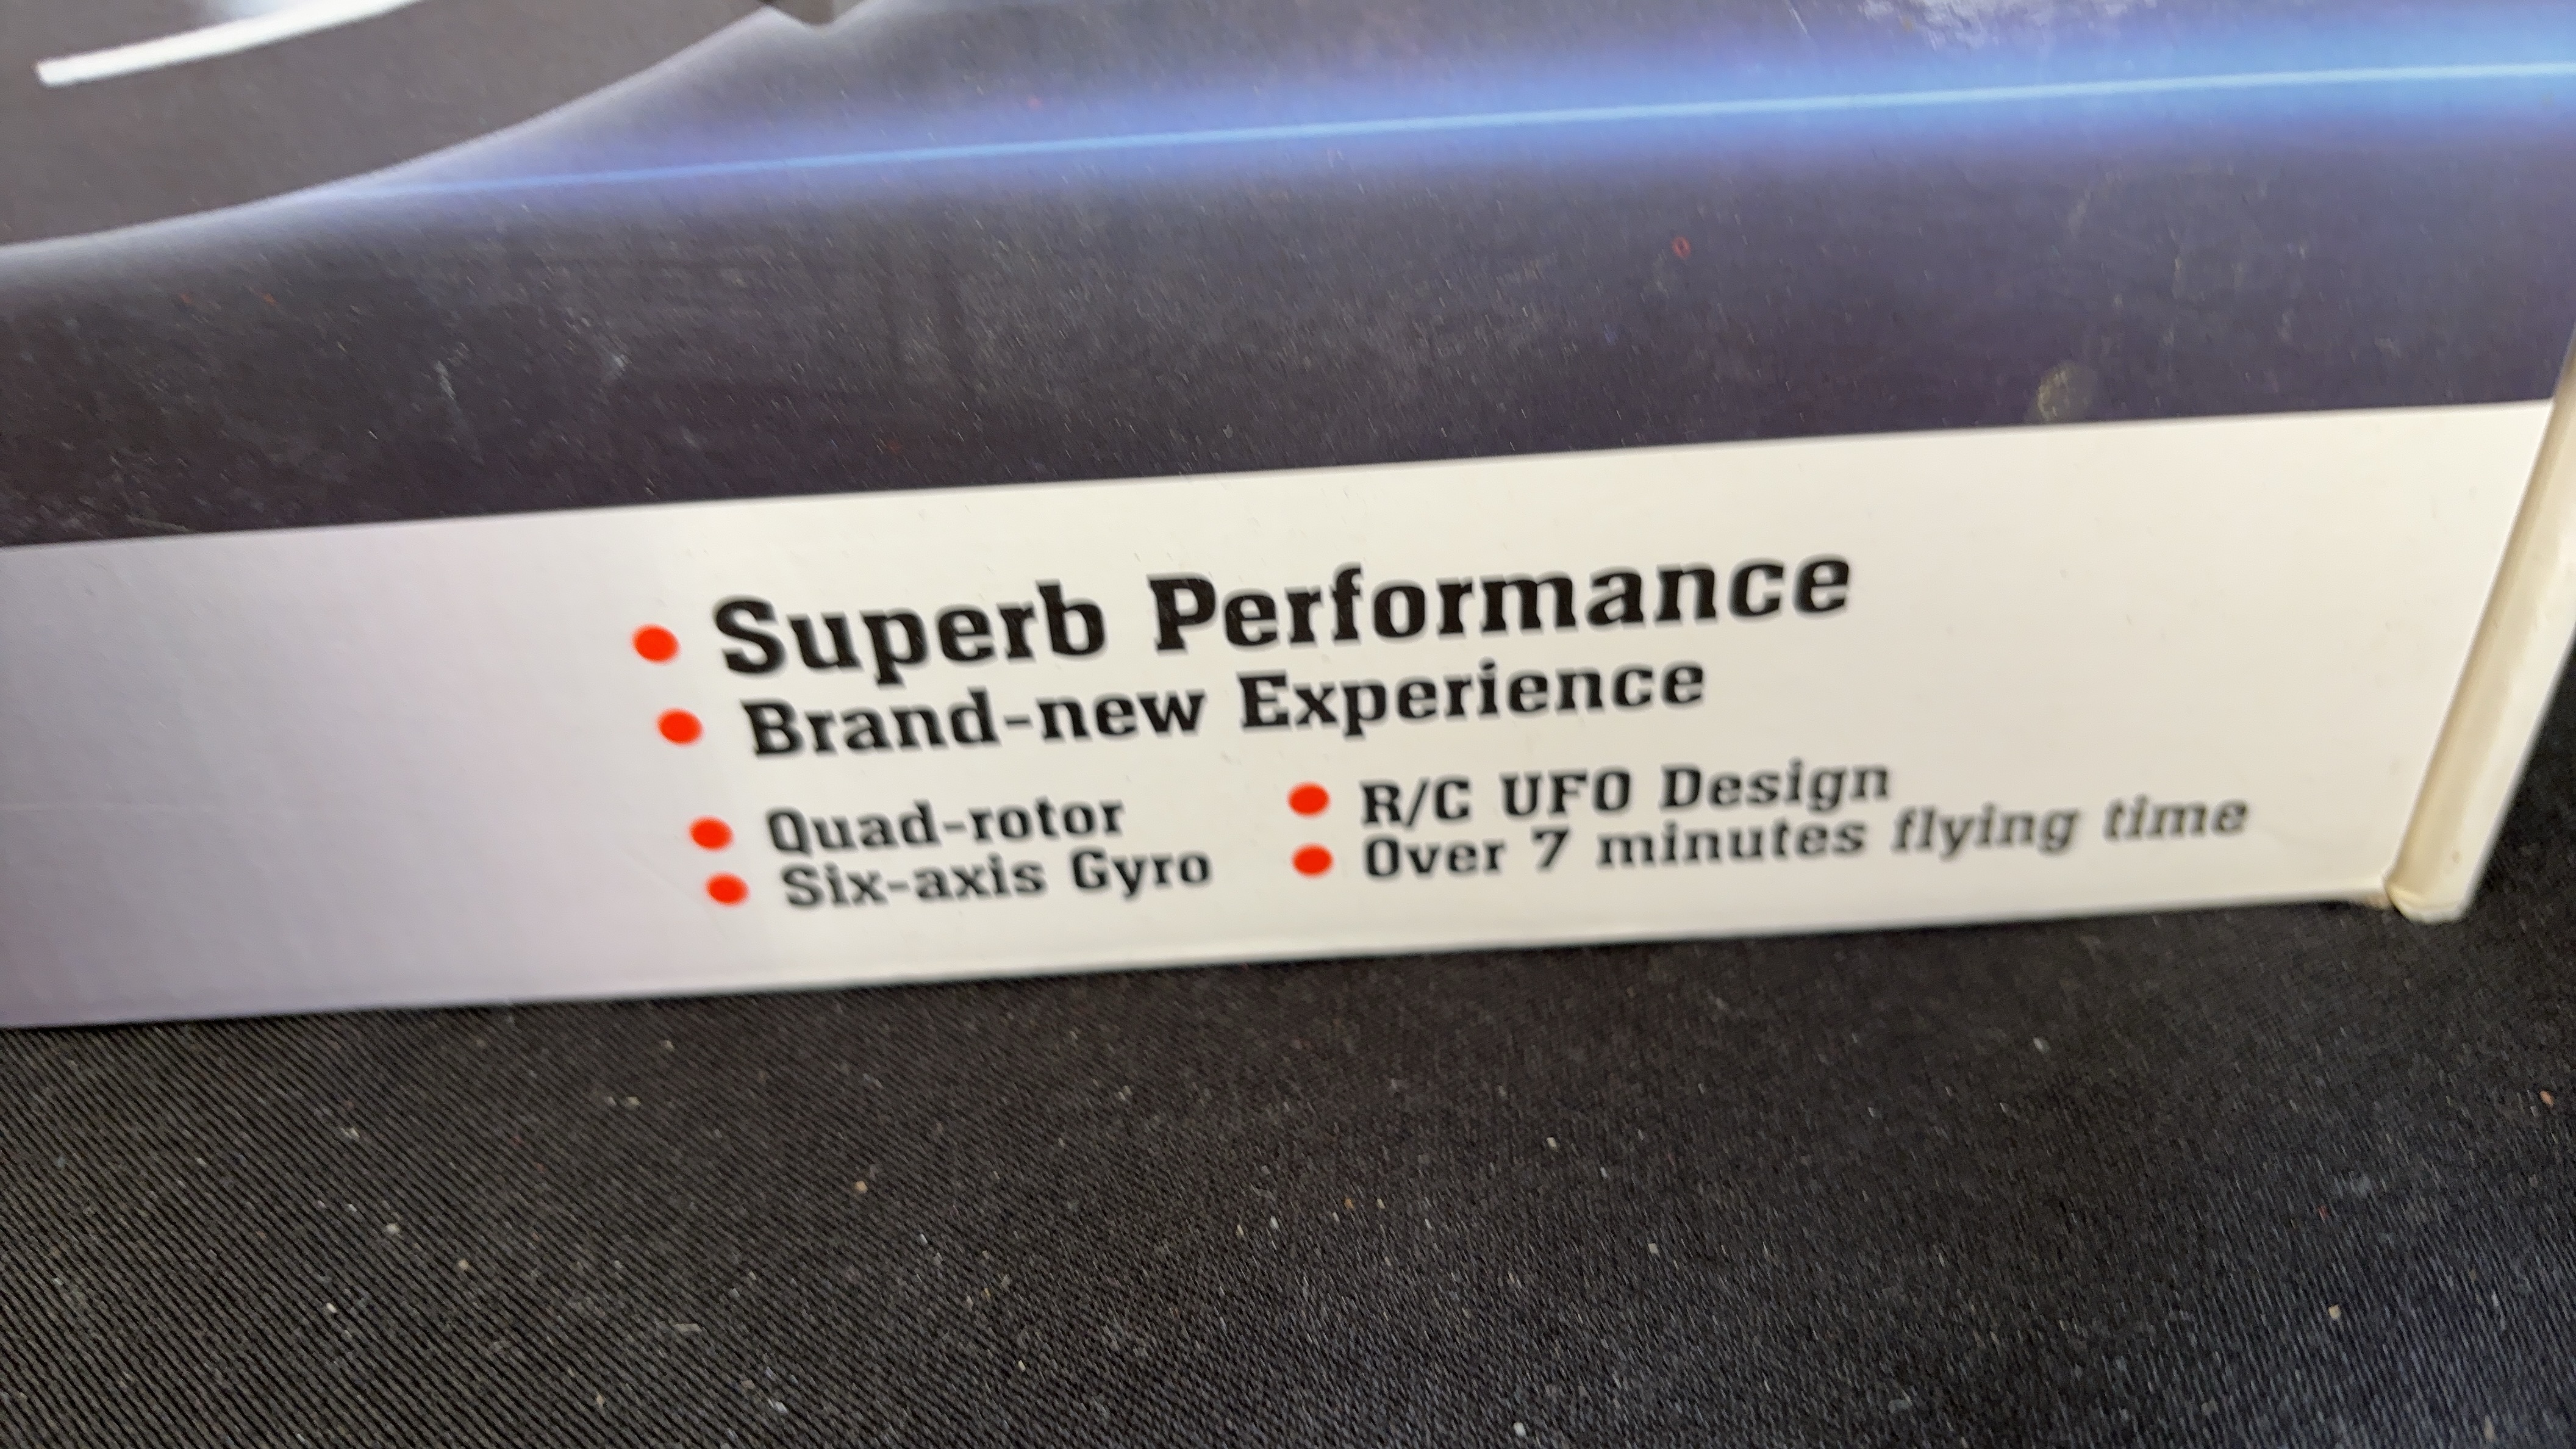 Superb Performance
Brand-new Experience
Quad-rotor
Six-axis Gyro
R/C UFO Design
Over 7 minutes flying time